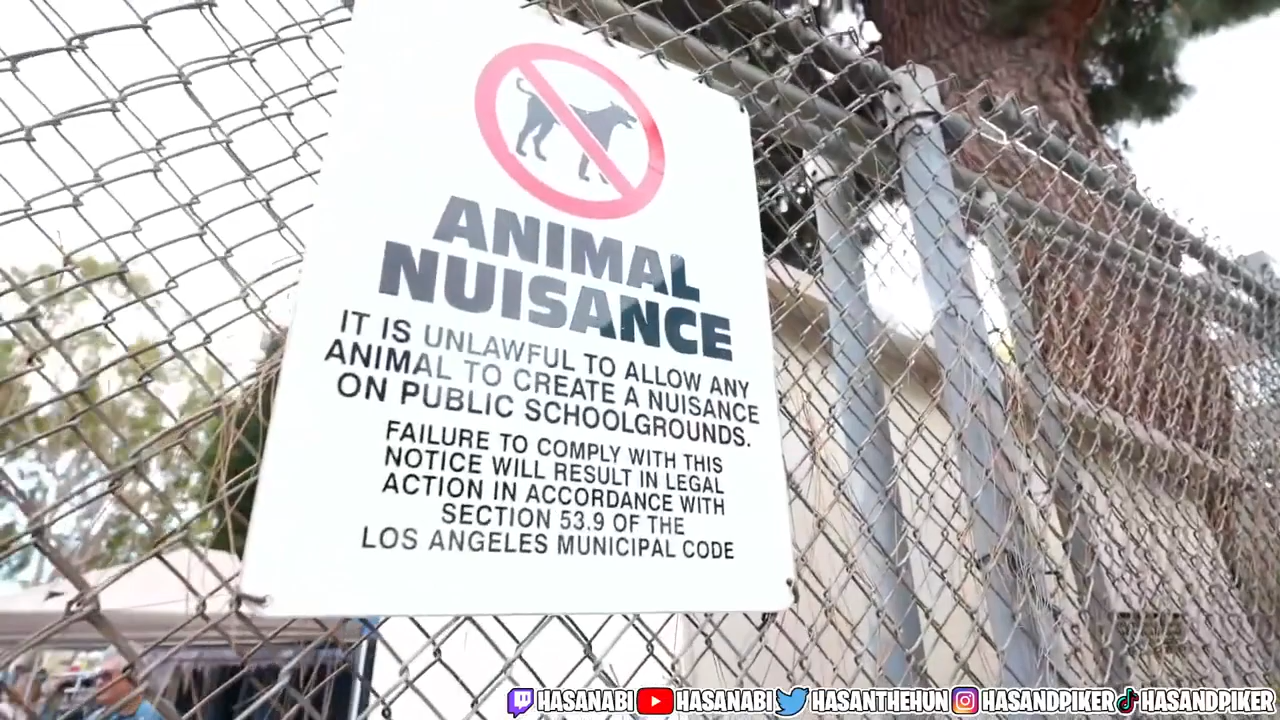 ANIMAL
NUISANCE
IT IS UNLAWFUL TO ALLOW ANY
ANIMAL TO CREATE A NUISANCE
ON PUBLIC SCHOOLGROUNDS.
FAILURE TO COMPLY WITH THIS
NOTICE WILL RESULT IN LEGAL
ACTION IN ACCORDANCE WITH
SECTION 53.9 OF THE
LOS ANGELES MUNICIPAL CODE
HASANABI HASANABI HASANTHEHUN HASANDPIKER HASANDPIKER